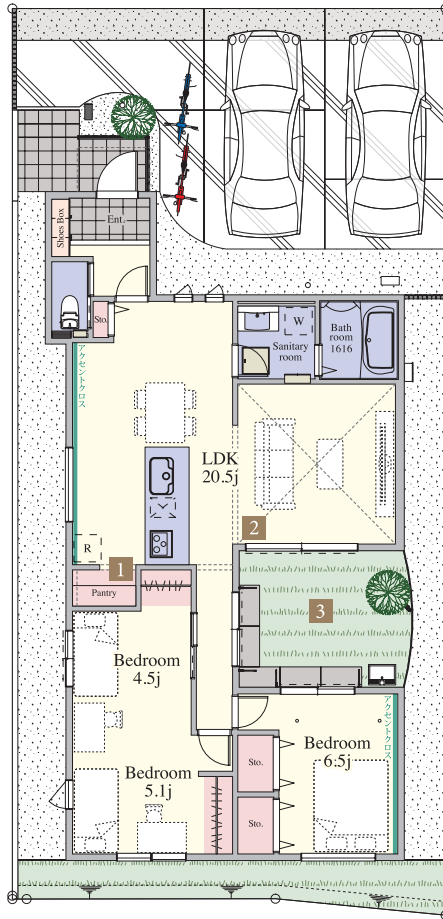 Shoes Box
Ent.
Sto.
アクセントクロス
W
Sanitary
room
Bath
room
1616
LDK
20.5j
2
R
1
Pantry
3
Bedroom
4.5j
Bedroom
5.1j
Bedroom
6.5j
アクセントクロス
Sto.
Sto.